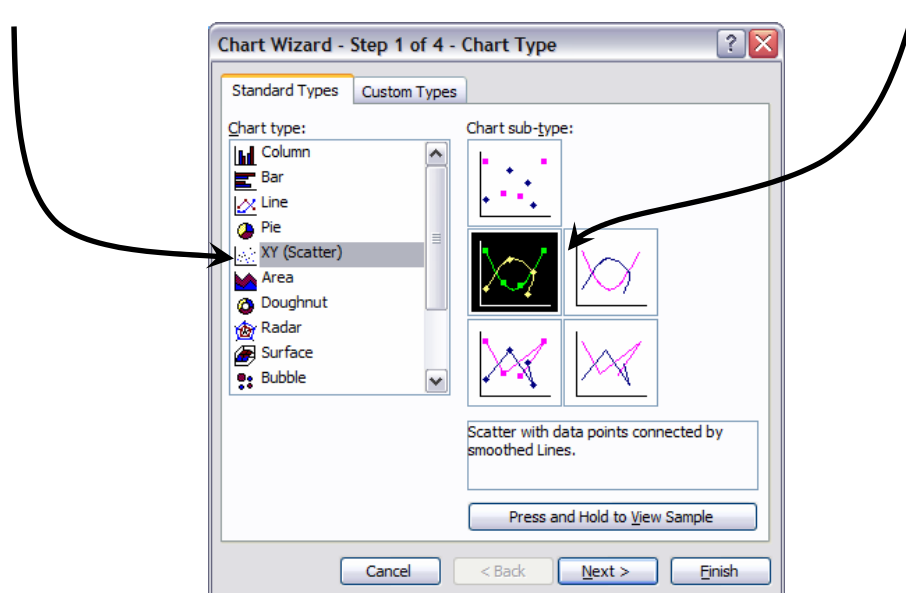 Chart Wizard - Step 1 of 4 - Chart Type
?
Standard Types
Custom Types
Chart type:
Column
Bar
Line
Pie
XY (Scatter)
Area
Doughnut
Radar
Surface
Bubble
Chart sub-type:
Scatter with data points connected by
smoothed Lines.
Press and Hold to View Sample
Cancel
< Back
Next >
Finish